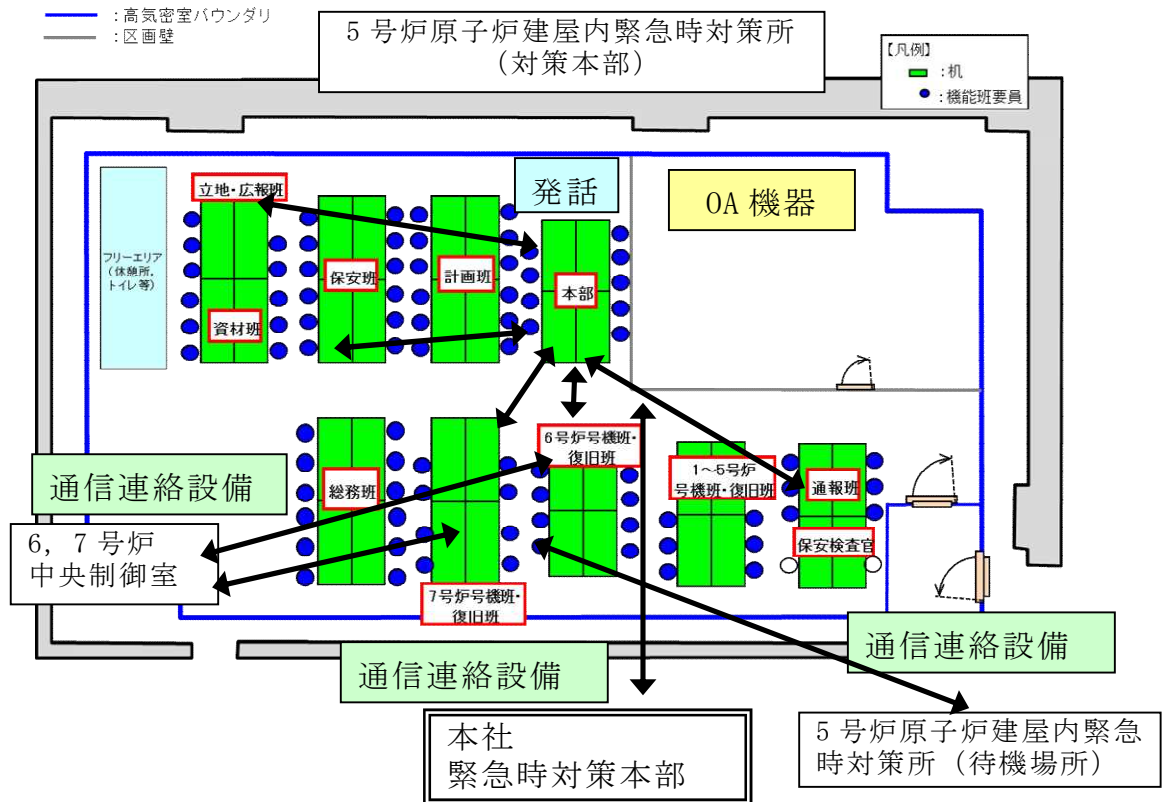 ：高気密室バウンダリ
：区画壁
5号炉原子炉建屋内緊急時対策所
（対策本部）
【凡例】
：机
：機能班要員
立地・広報班
発話
OA機器
フリーエリア
（休憩所，
トイレ等）
保安班
計画班
本部
資材班
6号炉号機班・
復旧班
1～5号炉
号機班・復旧班
通信連絡設備
総務班
通報班
6，7号炉
中央制御室
保安検査官
7号炉号機班・
復旧班
通信連絡設備
通信連絡設備
本社
緊急時対策本部
5号炉原子炉建屋内緊急
時対策所（待機場所）